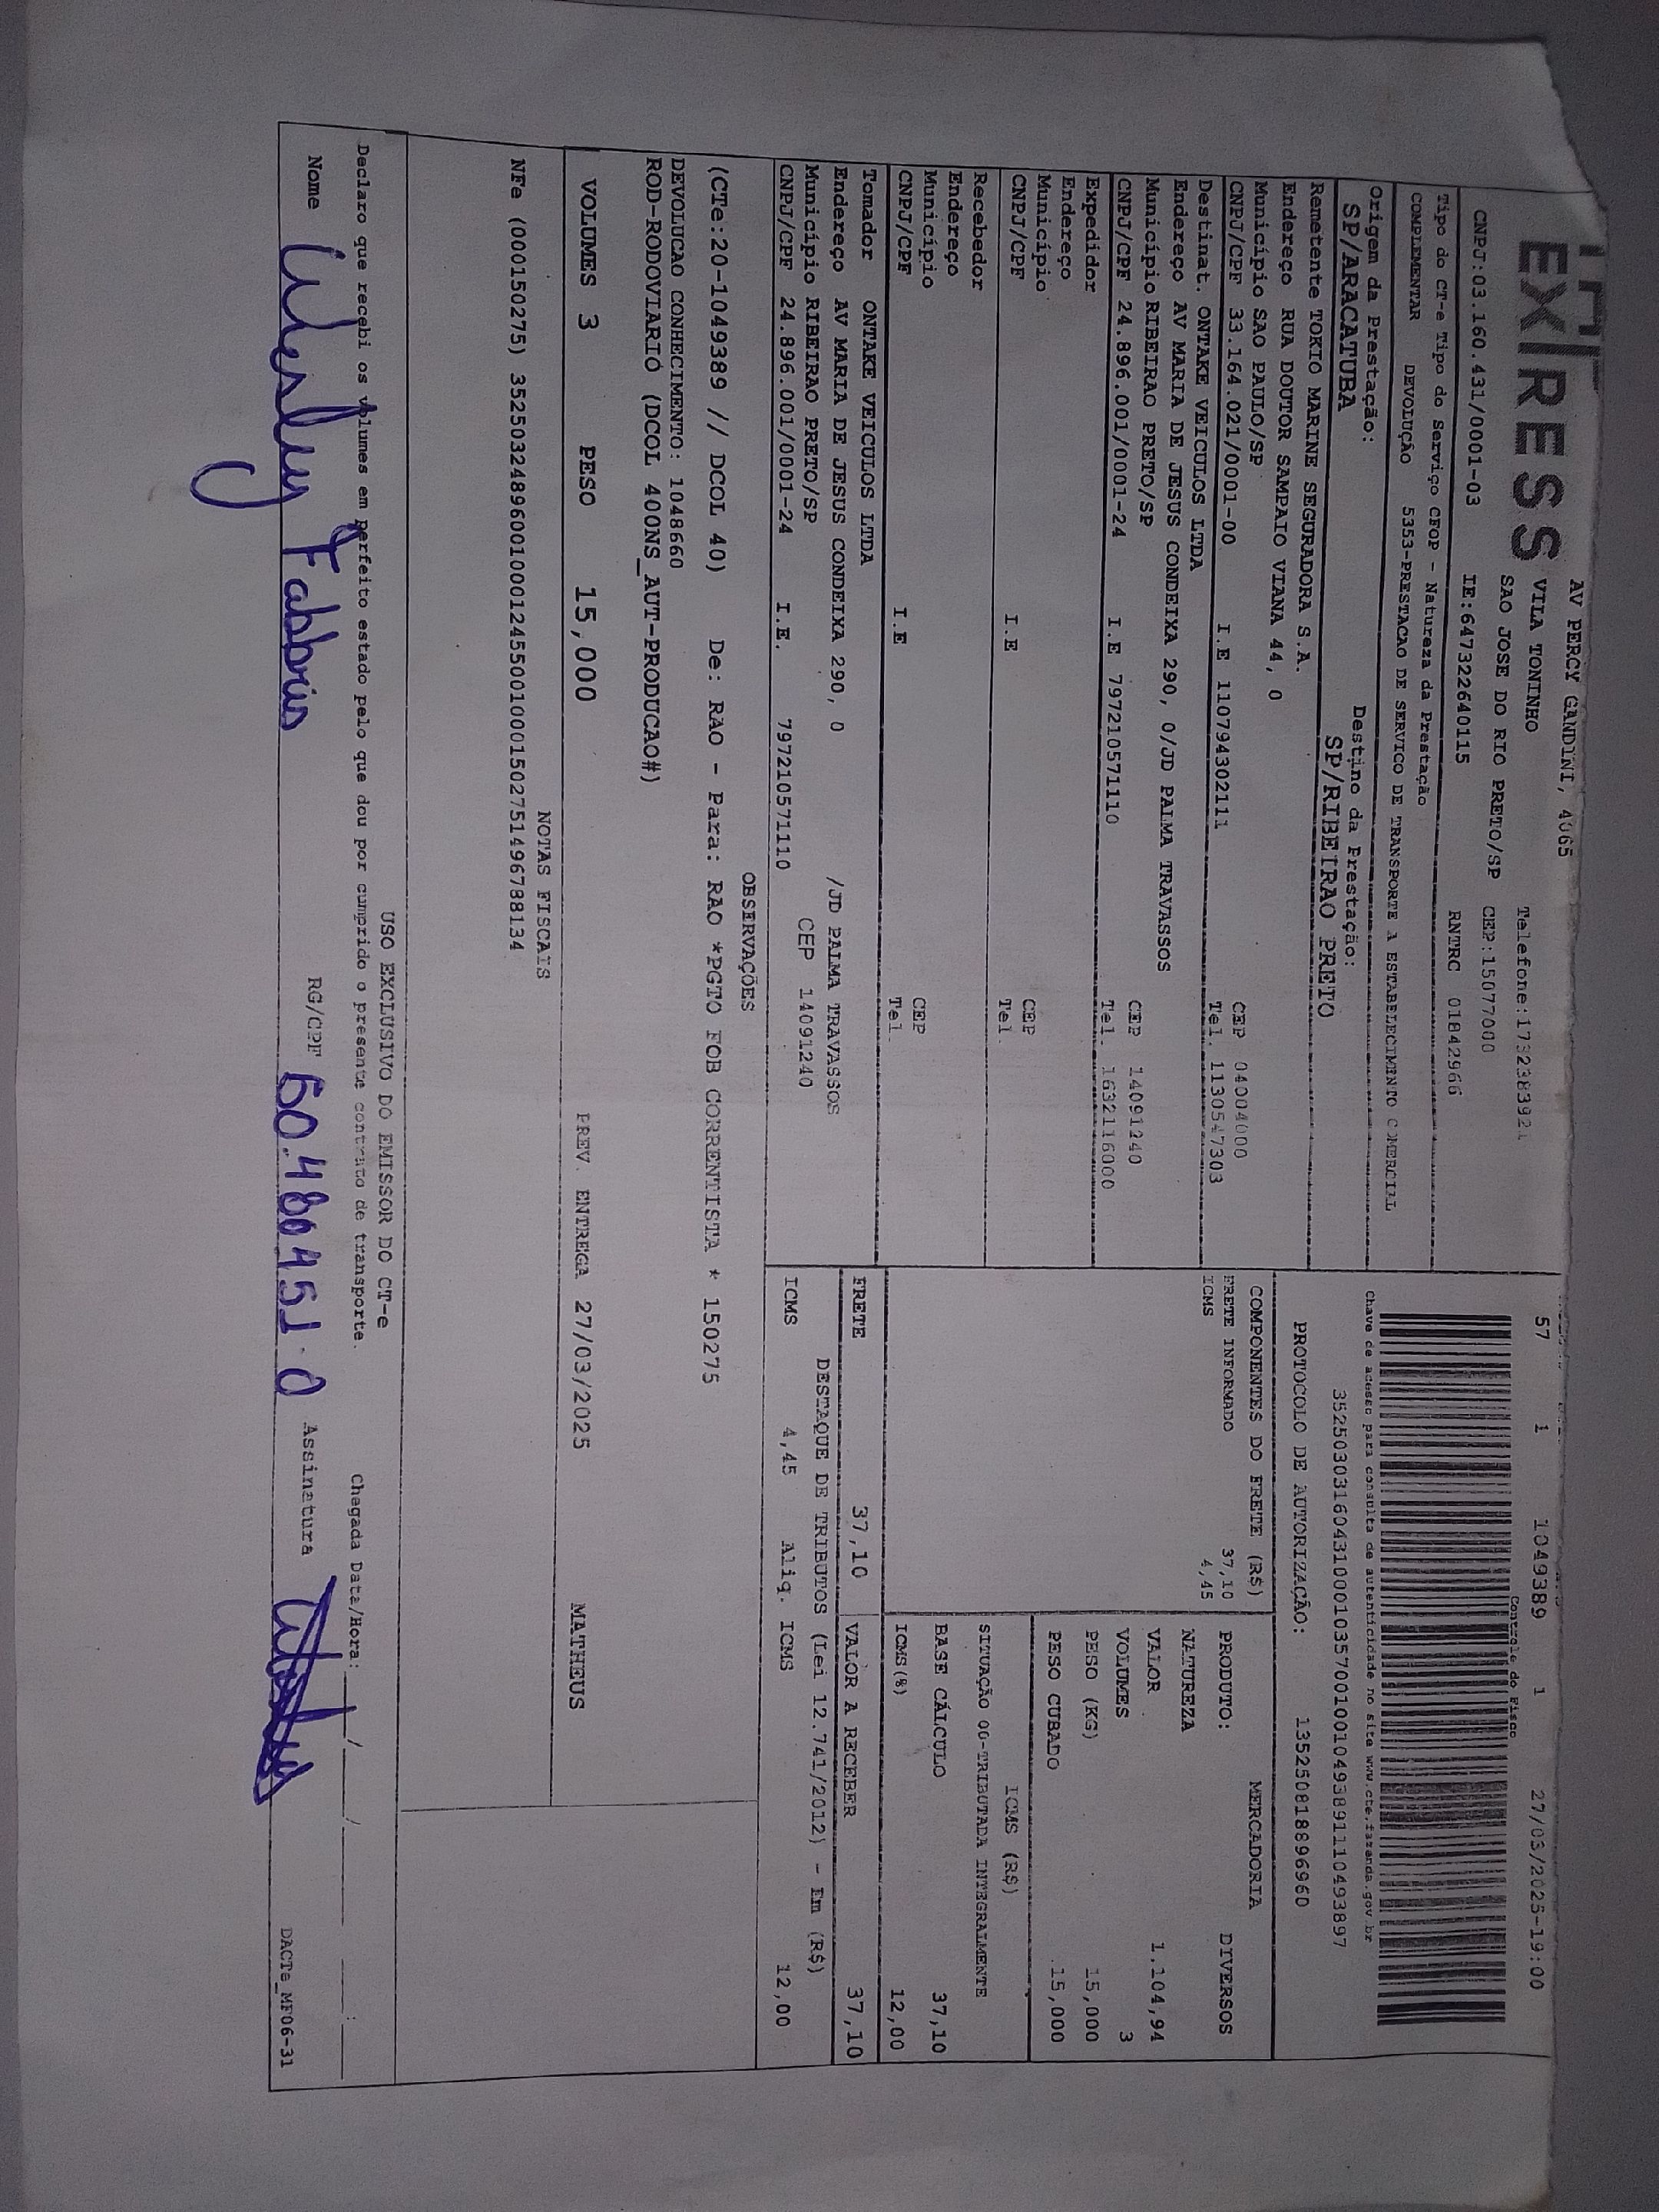 EX RESS
AV PERCY GANDINI, 4065
VILA TONINHO
SAO JOSE DO RIO PRETO/SP CEP:15077000
CNPJ:03.160.431/0001-03 IE:647322640115 RNTRC 01842966
57 1 1049389 1 27/03/2025-19:00
Controle do Fisco
Tipo do CT-e Tipo do Serviço CFOP - Natureza da Prestação
COMPLEMENTAR DEVOLUÇÃO 5353-PRESTACAO DE SERVICO DE TRANSPORTE A ESTABELECIMENTO COMERCIAL
Chave de acesso para consulta de autenticidade no site www.cte.fazenda.gov.br
35250303160431000103570010010493891110493897
Origem da Prestação: Destino da Prestação:
SP/ARACATUBA SP/RIBEIRAO PRETO
PROTOCOLO DE AUTORIZAÇÃO: 135250818896960
Remetente TOKIO MARINE SEGURADORA S.A.
Endereço RUA DOUTOR SAMPAIO VIANA 44, 0
Município SAO PAULO/SP CEP 04004000
CNPJ/CPF 33.164.021/0001-00 I.E 110794302111 Tel. 1130547303
Destinat. ONTAKE VEICULOS LTDA
Endereço AV MARIA DE JESUS CONDEIXA 290, 0/JD PALMA TRAVASSOS
Município RIBEIRAO PRETO/SP CEP 14091240
CNPJ/CPF 24.896.001/0001-24 I.E 797210571110 Tel. 1632116000
Expedidor
Endereço
Município CEP
CNPJ/CPF I.E Tel.
Recebedor
Endereço
Município CEP
CNPJ/CPF I.E Tel.
COMPONENTES DO FRETE (R$)
FRETE INFORMADO 37,10
ICMS 4,45
MERCADORIA
PRODUTO: DIVERSOS
NATUREZA
VALOR 1.104,94
VOLUMES 3
PESO (KG) 15,000
PESO CUBADO 15,000
ICMS (R$)
SITUAÇÃO 00-TRIBUTADA INTEGRALMENTE
BASE CÁLCULO 37,10
ICMS(%) 12,00
Tomador ONTAKE VEICULOS LTDA
Endereço AV MARIA DE JESUS CONDEIXA 290, 0 /JD PALMA TRAVASSOS
Município RIBEIRAO PRETO/SP CEP 14091240
CNPJ/CPF 24.896.001/0001-24 I.E. 797210571110
FRETE 37,10 VALOR A RECEBER 37,10
DESTAQUE DE TRIBUTOS (Lei 12.741/2012) - Em (R$)
ICMS 4,45 Aliq. ICMS 12,00
OBSERVAÇÕES
(CTe:20-1049389 // DCOL 40) De: RAO - Para: RAO *PGTO FOB CORRENTISTA * 150275
DEVOLUCAO CONHECIMENTO: 1048660
ROD-RODOVIARIO (DCOL 400NS_AUT-PRODUCAO#)
VOLUMES 3 PESO 15,000 PREV. ENTREGA 27/03/2025 MATHEUS
NOTAS FISCAIS
NFe (000150275) 35250324896001000124550010001502751496788134
USO EXCLUSIVO DO EMISSOR DO CT-e
Declaro que recebi os volumes em perfeito estado pelo que dou por cumprido o presente contrato de transporte. Chegada Data/Hora: ___/___/___ ___:___
Nome Wesley Fabbris RG/CPF 60.480451-0 Assinatura
DACTe_MF06-31